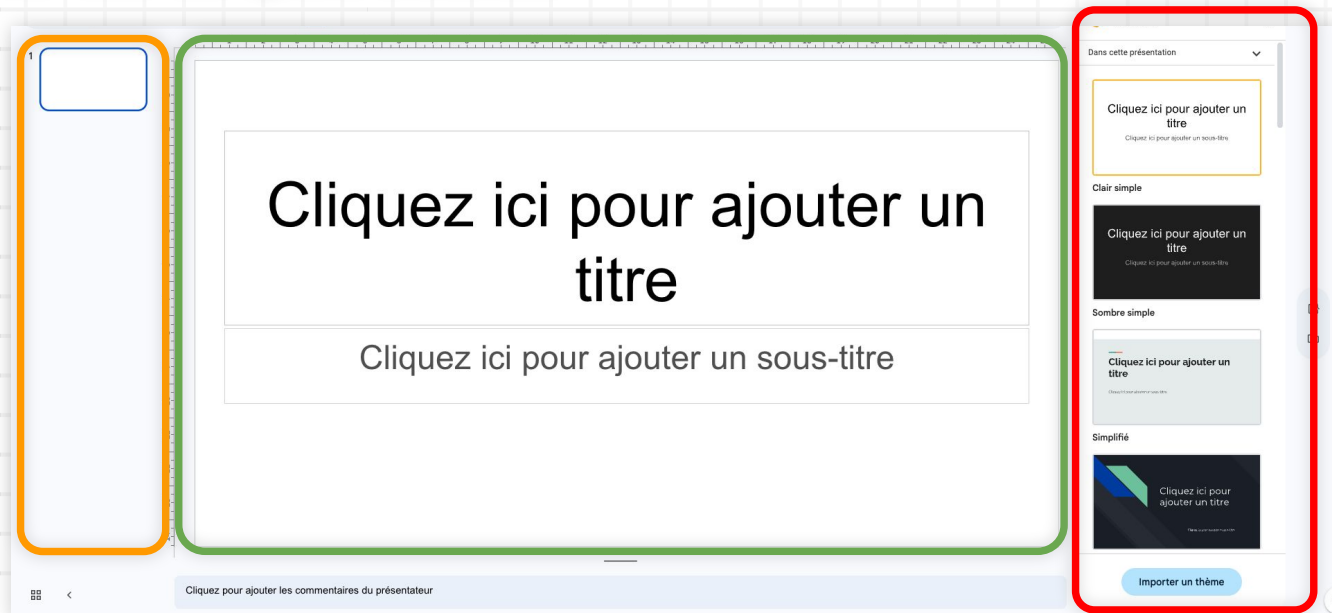 1
Cliquez ici pour ajouter un
titre
Cliquez ici pour ajouter un sous-titre
Cliquez pour ajouter les commentaires du présentateur
Dans cette présentation
Cliquez ici pour ajouter un
titre
Cliquez ici pour ajouter un sous-titre
Clair simple
Cliquez ici pour ajouter un
titre
Cliquez ici pour ajouter un sous-titre
Sombre simple
Cliquez ici pour ajouter un
titre
Simplifié
Cliquez ici pour
ajouter un titre
Importer un thème